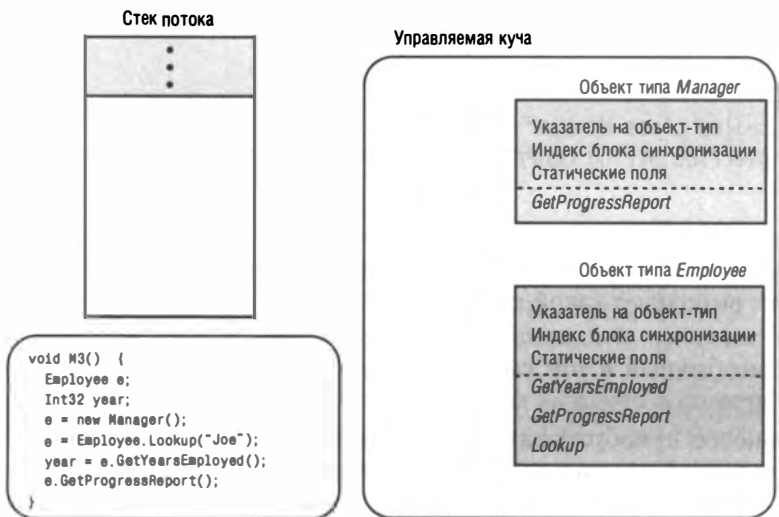 Стек потока
Управляемая куча
Объект типа Manager
Указатель на объект-тип
Индекс блока синхронизации
Статические поля
GetProgressReport
Объект типа Employee
Указатель на объект-тип
Индекс блока синхронизации
Статические поля
GetYearsEmployed
GetProgressReport
Lookup
void M3() {
Employee e;
Int32 year;
e = new Manager();
e = Employee.Lookup("Joe");
year = e.GetYearsEmployed();
e.GetProgressReport();
}